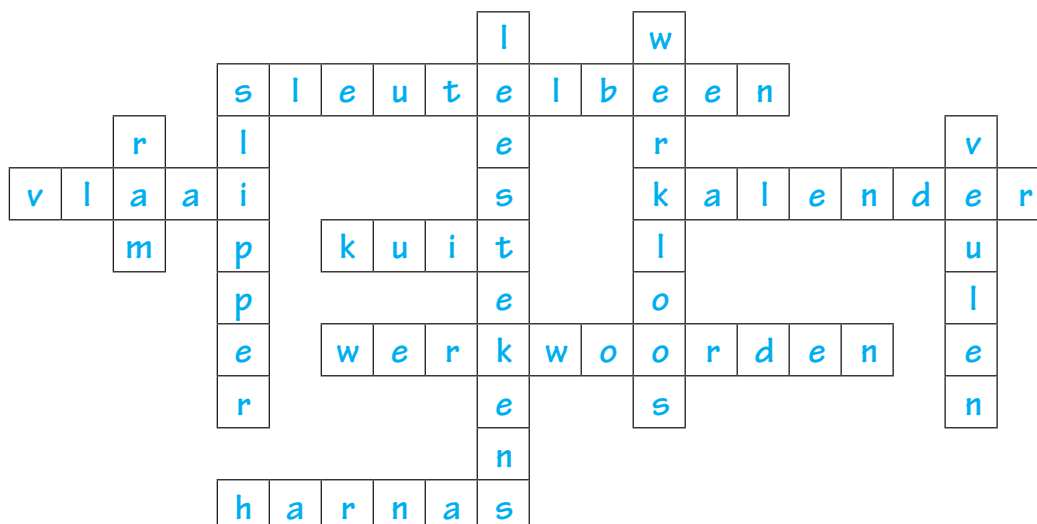 leestekens
werkloos
sleutelbeen
slipper
ram
veulen
vlaai
kalender
kuit
werkwoorden
harnas